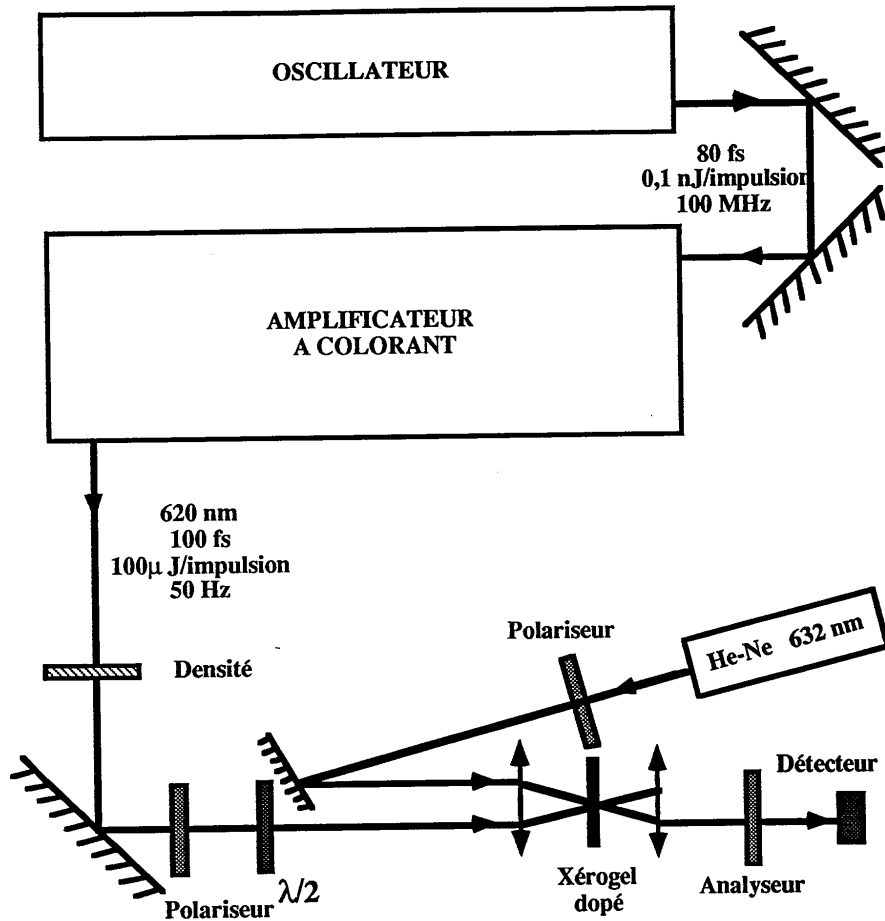 OSCILLATEUR
80 fs
0,1 nJ/impulsion
100 MHz
AMPLIFICATEUR
A COLORANT
620 nm
100 fs
100µ J/impulsion
50 Hz
Polariseur
He-Ne 632 nm
Densité
Détecteur
Polariseur
λ/2
Xérogel
dopé
Analyseur